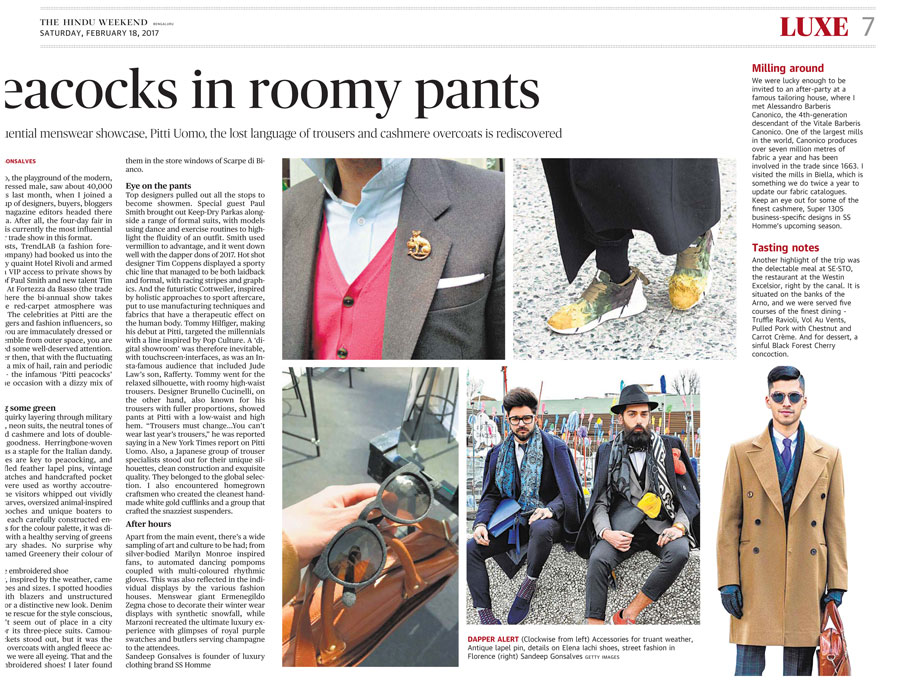 THE HINDU WEEKEND BENGALURU
SATURDAY, FEBRUARY 18, 2017
LUXE 7
eacocks in roomy pants
uential menswear showcase, Pitti Uomo, the lost language of trousers and cashmere overcoats is rediscovered
ONSALVES
o, the playground of the modern,
ressed male, saw about 40,000
s last month, when I joined a
up of designers, buyers, bloggers
magazine editors headed there
a. After all, the four-day fair in
is currently the most influential
trade show in this format.
osts, TrendLAB (a fashion fore-
ompany) had booked us into the
y quaint Hotel Rivoli and armed
VIP access to private shows by
of Paul Smith and new talent Tim
At Fortezza da Basso (the trade
here the bi-annual show takes
e red-carpet atmosphere was
The celebrities at Pitti are the
gers and fashion influencers, so
you are immaculately dressed or
emble from outer space, you are
ed some well-deserved attention.
er then, that with the fluctuating
a mix of hail, rain and periodic
- the infamous 'Pitti peacocks'
e occasion with a dizzy mix of
g some green
quirky layering through military
, neon suits, the neutral tones of
d cashmere and lots of double-
goodness. Herringbone-woven
as a staple for the Italian dandy.
es are key to peacocking, and
fled feather lapel pins, vintage
atches and handcrafted pocket
were used as worthy accoutre-
e visitors whipped out vividly
carves, oversized animal-inspired
ooches and unique boaters to
each carefully constructed en-
s for the colour palette, it was di-
with a healthy serving of greens
ary shades. No surprise why
named Greenery their colour of
e embroidered shoe
, inspired by the weather, came
pes and sizes. I spotted hoodies
ith blazers and unstructured
or a distinct new look. Denim
he rescue for the style conscious,
't seem out of place in a city
r its three-piece suits. Camou-
kets stood out, but it was the
overcoats with angled fleece ac-
we were all eyeing. That and the
mbroidered shoes! I later found
them in the store windows of Scarpe di Bi-
anco.
Eye on the pants
Top designers pulled out all the stops to
become showmen. Special guest Paul
Smith brought out Keep-Dry Parkas along-
side a range of formal suits, with models
using dance and exercise routines to high-
light the fluidity of an outfit. Smith used
vermillion to advantage, and it went down
well with the dapper dons of 2017. Hot shot
designer Tim Coppens displayed a sporty
chic line that managed to be both laidback
and formal, with racing stripes and graph-
ics. And the futuristic Cottweiler, inspired
by holistic approaches to sport aftercare,
put to use manufacturing techniques and
fabrics that have a therapeutic effect on
the human body. Tommy Hilfiger, making
his debut at Pitti, targeted the millennials
with a line inspired by Pop Culture. A 'di-
gital showroom' was therefore inevitable,
with touchscreen-interfaces, as was an In-
sta-famous audience that included Jude
Law's son, Rafferty. Tommy went for the
relaxed silhouette, with roomy high-waist
trousers. Designer Brunello Cucinelli, on
the other hand, also known for his
trousers with fuller proportions, showed
pants at Pitti with a low-waist and high
hem. "Trousers must change...You can't
wear last year's trousers," he was reported
saying in a New York Times report on Pitti
Uomo. Also, a Japanese group of trouser
specialists stood out for their unique sil-
houettes, clean construction and exquisite
quality. They belonged to the global selec-
tion. I also encountered homegrown
craftsmen who created the cleanest hand-
made white gold cufflinks and a group that
crafted the snazziest suspenders.
After hours
Apart from the main event, there's a wide
sampling of art and culture to be had; from
silver-bodied Marilyn Monroe inspired
fans, to automated dancing pompoms
coupled with multi-coloured rhythmic
gloves. This was also reflected in the indi-
vidual displays by the various fashion
houses. Menswear giant Ermenegildo
Zegna chose to decorate their winter wear
displays with synthetic snowfall, while
Marzoni recreated the ultimate luxury ex-
perience with glimpses of royal purple
swatches and butlers serving champagne
to the attendees.
Sandeep Gonsalves is founder of luxury
clothing brand SS Homme
DAPPER ALERT (Clockwise from left) Accessories for truant weather,
Antique lapel pin, details on Elena Iachi shoes, street fashion in
Florence (right) Sandeep Gonsalves GETTY IMAGES
Milling around
We were lucky enough to be
invited to an after-party at a
famous tailoring house, where I
met Alessandro Barberis
Canonico, the 4th-generation
descendant of the Vitale Barberis
Canonico. One of the largest mills
in the world, Canonico produces
over seven million metres of
fabric a year and has been
involved in the trade since 1663. I
visited the mills in Biella, which is
something we do twice a year to
update our fabric catalogues.
Keep an eye out for some of the
finest cashmere, Super 130S
business-specific designs in SS
Homme's upcoming season.
Tasting notes
Another highlight of the trip was
the delectable meal at SE·STO,
the restaurant at the Westin
Excelsior, right by the canal. It is
situated on the banks of the
Arno, and we were served five
courses of the finest dining -
Truffle Ravioli, Vol Au Vents,
Pulled Pork with Chestnut and
Carrot Crème. And for dessert, a
sinful Black Forest Cherry
concoction.